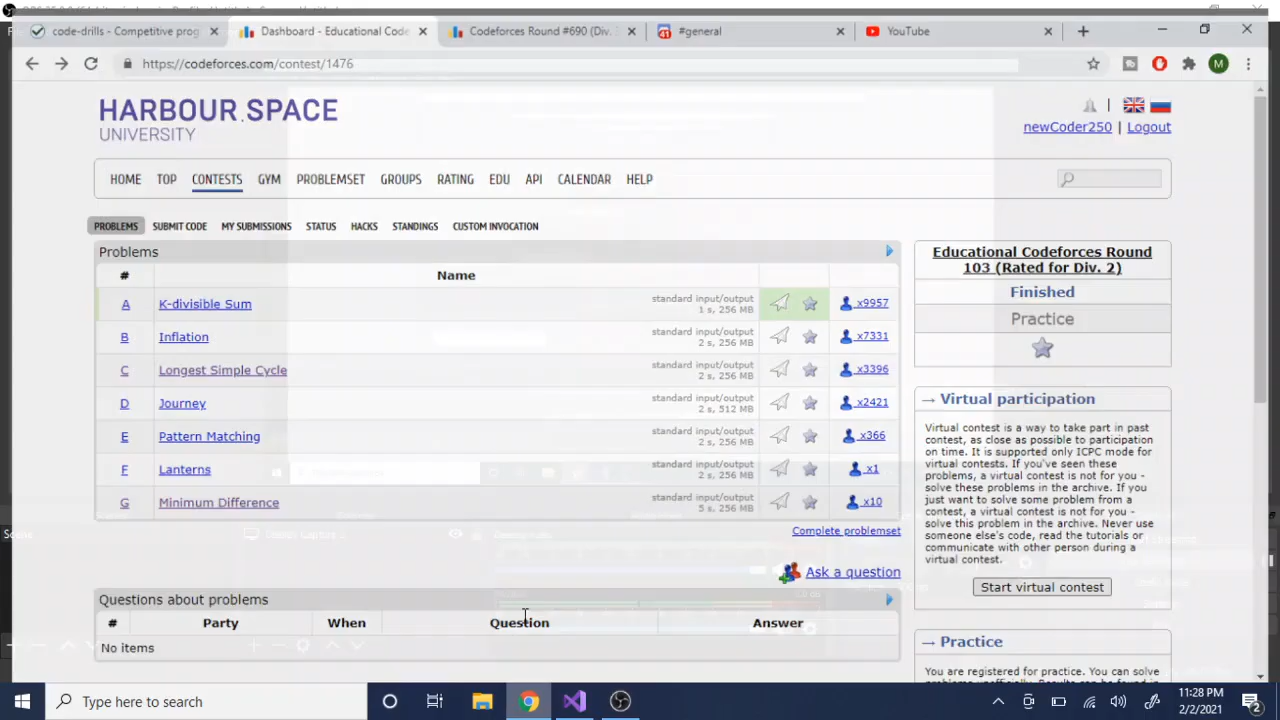 code-drills - Competitive prog
Dashboard - Educational Code
Codeforces Round #690 (Div.
41 #general
YouTube
https://codeforces.com/contest/1476
M
HARBOUR.SPACE
UNIVERSITY
newCoder250 | Logout
HOME TOP CONTESTS GYM PROBLEMSET GROUPS RATING EDU API CALENDAR HELP
PROBLEMS SUBMIT CODE MY SUBMISSIONS STATUS HACKS STANDINGS CUSTOM INVOCATION
Problems
# Name
A K-divisible Sum standard input/output 1 s, 256 MB x9957
B Inflation standard input/output 2 s, 256 MB x7331
C Longest Simple Cycle standard input/output 2 s, 256 MB x3396
D Journey standard input/output 2 s, 512 MB x2421
E Pattern Matching standard input/output 2 s, 256 MB x366
F Lanterns standard input/output 2 s, 256 MB x1
G Minimum Difference standard input/output 5 s, 256 MB x10
Complete problemset
Ask a question
Questions about problems
# Party When Question Answer
No items
Educational Codeforces Round
103 (Rated for Div. 2)
Finished
Practice
→ Virtual participation
Virtual contest is a way to take part in past
contest, as close as possible to participation
on time. It is supported only ICPC mode for
virtual contests. If you've seen these
problems, a virtual contest is not for you -
solve these problems in the archive. If you
just want to solve some problem from a
contest, a virtual contest is not for you -
solve this problem in the archive. Never use
someone else's code, read the tutorials or
communicate with other person during a
virtual contest.
Start virtual contest
→ Practice
You are registered for practice. You can solve
Type here to search
11:28 PM
2/2/2021
2